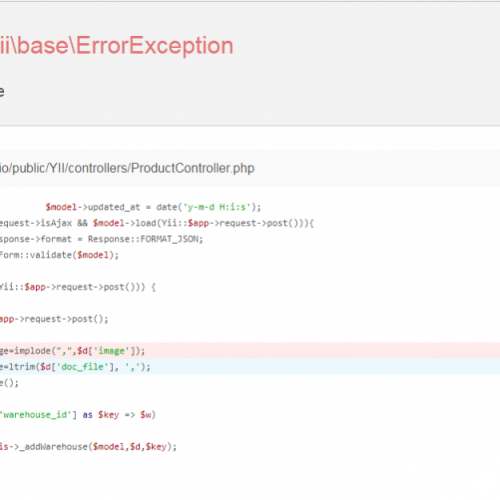 ii\base\ErrorException
e
io/public/YII/controllers/ProductController.php
$model->updated_at = date('y-m-d H:i:s');
equest->isAjax && $model->load(Yii::$app->request->post())){
sponse->format = Response::FORMAT_JSON;
Form::validate($model);
Yii::$app->request->post())) {
app->request->post();
ge=implode(",",$d['image']);
e=ltrim($d['doc_file'], ',');
e();
'warehouse_id'] as $key => $w)
is->_addWarehouse($model,$d,$key);